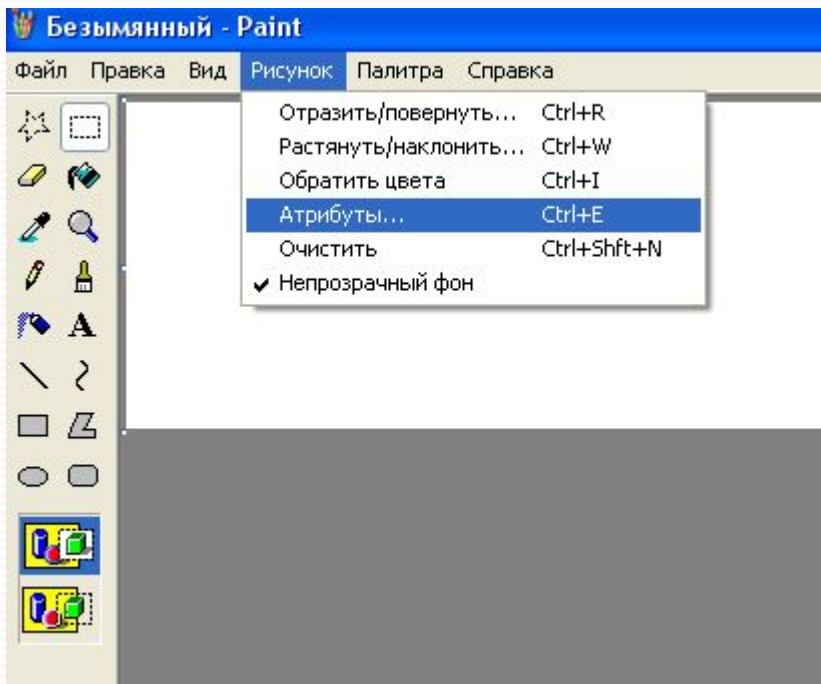 Безымянный - Paint
Файл Правка Вид Рисунок Палитра Справка
Отразить/повернуть... Ctrl+R
Растянуть/наклонить... Ctrl+W
Обратить цвета Ctrl+I
Атрибуты... Ctrl+E
Очистить Ctrl+Shft+N
Непрозрачный фон
A